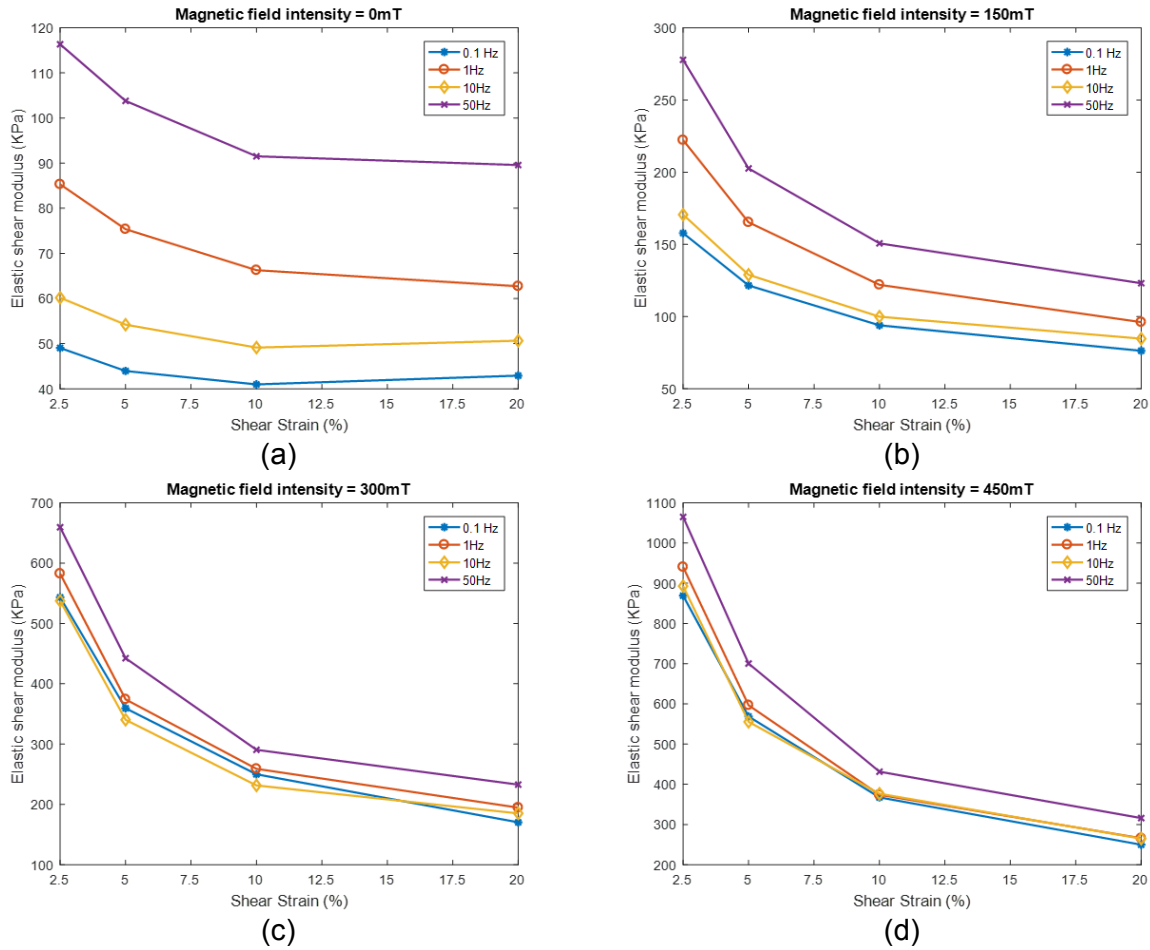 Magnetic field intensity = 0mT
120
110
100
90
80
70
60
50
40
Elastic shear modulus (KPa)
0.1 Hz
1Hz
10Hz
50Hz
2.5
5
7.5
10
12.5
15
17.5
20
Shear Strain (%)
(a)
Magnetic field intensity = 150mT
300
250
200
150
100
50
Elastic shear modulus (KPa)
0.1 Hz
1Hz
10Hz
50Hz
2.5
5
7.5
10
12.5
15
17.5
20
Shear Strain (%)
(b)
Magnetic field intensity = 300mT
700
600
500
400
300
200
100
Elastic shear modulus (KPa)
0.1 Hz
1Hz
10Hz
50Hz
2.5
5
7.5
10
12.5
15
17.5
20
Shear Strain (%)
(c)
Magnetic field intensity = 450mT
1100
1000
900
800
700
600
500
400
300
200
Elastic shear modulus (KPa)
0.1 Hz
1Hz
10Hz
50Hz
2.5
5
7.5
10
12.5
15
17.5
20
Shear Strain (%)
(d)